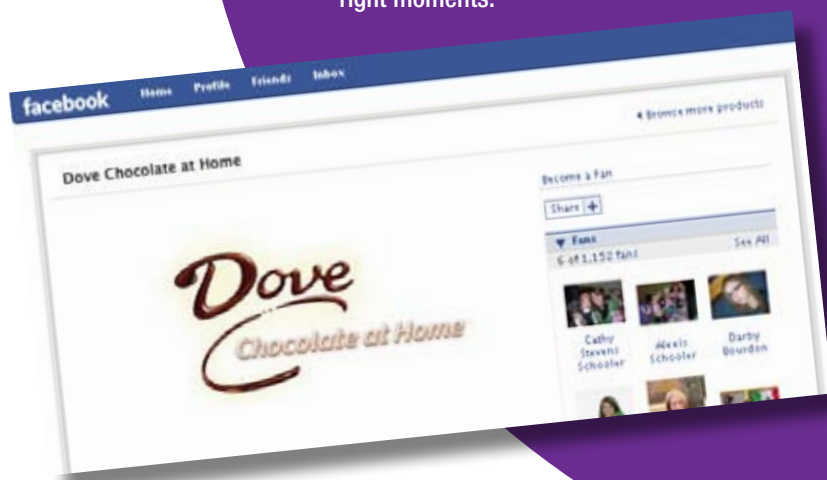 right moments.
facebook Home Profile Friends Inbox
Browse more products
Dove Chocolate at Home
Become a Fan
Share +
Fans
6 of 1,152 fans See All
Dove
Chocolate at Home
Cathy Stevens Schooler
Alexis Schooler
Darby Bourdon